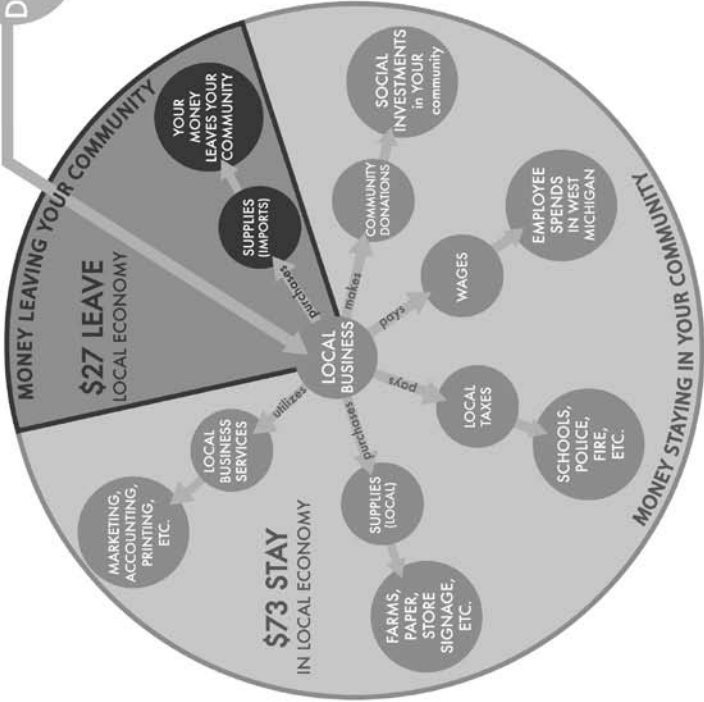 D
MONEY LEAVING YOUR COMMUNITY
$27 LEAVE
LOCAL ECONOMY
YOUR
MONEY
LEAVES YOUR
COMMUNITY
SUPPLIES
(IMPORTS)
purchases
LOCAL
BUSINESS
makes
COMMUNITY
DONATIONS
SOCIAL
INVESTMENTS
in YOUR
community
pays
WAGES
EMPLOYEE
SPENDS
IN WEST
MICHIGAN
pays
LOCAL
TAXES
SCHOOLS,
POLICE,
FIRE,
ETC.
purchases
SUPPLIES
(LOCAL)
FARMS,
PAPER,
STORE
SIGNAGE,
ETC.
utilizes
LOCAL
BUSINESS
SERVICES
MARKETING,
ACCOUNTING,
PRINTING,
ETC.
$73 STAY
IN LOCAL ECONOMY
MONEY STAYING IN YOUR COMMUNITY